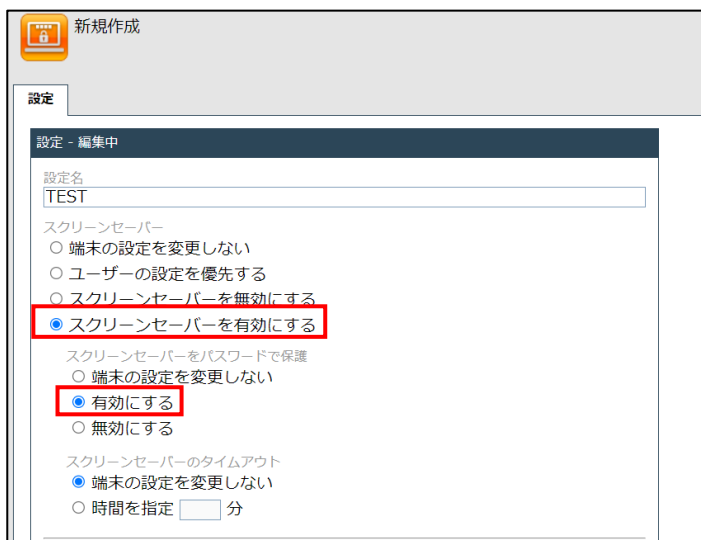 新規作成
設定
設定 - 編集中
設定名
TEST
スクリーンセーバー
端末の設定を変更しない
ユーザーの設定を優先する
スクリーンセーバーを無効にする
スクリーンセーバーを有効にする
スクリーンセーバーをパスワードで保護
端末の設定を変更しない
有効にする
無効にする
スクリーンセーバーのタイムアウト
端末の設定を変更しない
時間を指定 分